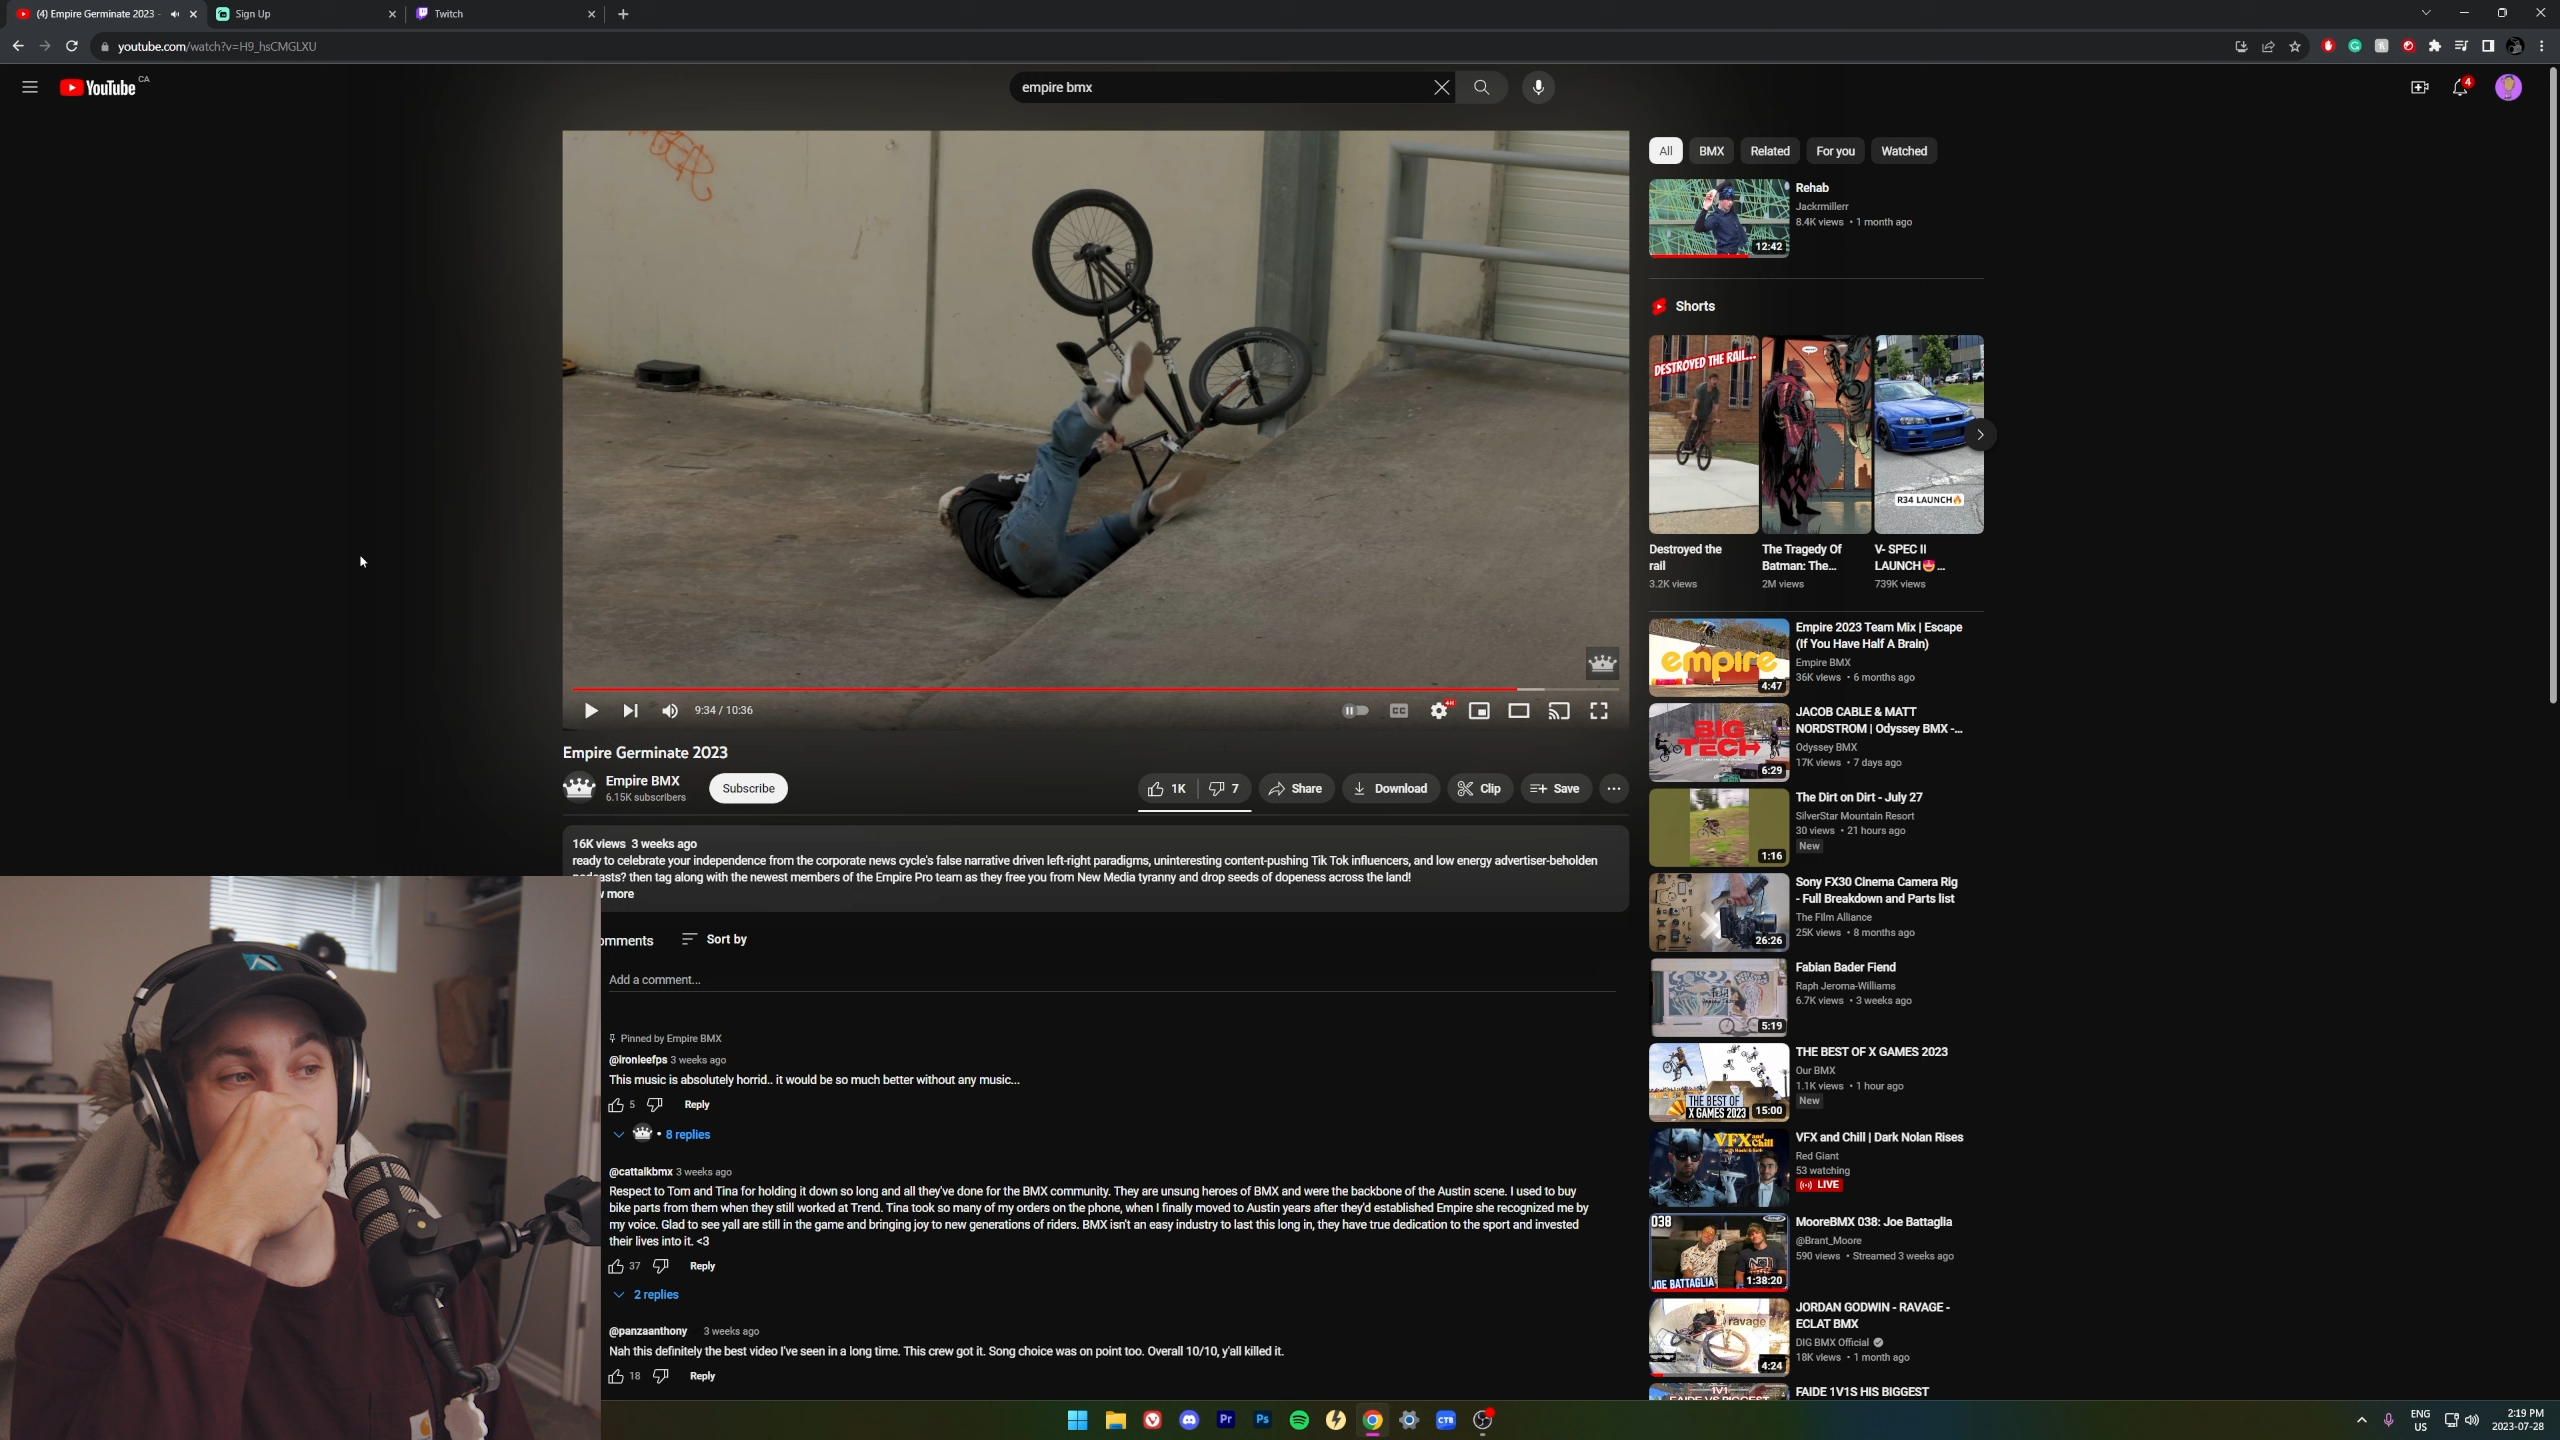 (4) Empire Germinate 2023 -
Sign Up
Twitch
youtube.com/watch?v=H9_hsCMGLXU
YouTube CA
empire bmx
4
All
BMX
Related
For you
Watched
Rehab
Jackrmillerr
8.4K views • 1 month ago
12:42
Shorts
DESTROYED THE RAIL...
R34 LAUNCH🔥
Destroyed the
rail
3.2K views
The Tragedy Of
Batman: The...
2M views
V- SPEC II
LAUNCH😍...
739K views
9:34 / 10:36
CC
4K
Empire Germinate 2023
Empire BMX
6.15K subscribers
Subscribe
1K
7
Share
Download
Clip
Save
16K views 3 weeks ago
ready to celebrate your independence from the corporate news cycle's false narrative driven left-right paradigms, uninteresting content-pushing Tik Tok influencers, and low energy advertiser-beholden
asts? then tag along with the newest members of the Empire Pro team as they free you from New Media tyranny and drop seeds of dopeness across the land!
w more
omments
Sort by
Add a comment...
Pinned by Empire BMX
@ironleefps 3 weeks ago
This music is absolutely horrid.. it would be so much better without any music...
5
Reply
• 8 replies
@cattalkbmx 3 weeks ago
Respect to Tom and Tina for holding it down so long and all they've done for the BMX community. They are unsung heroes of BMX and were the backbone of the Austin scene. I used to buy
bike parts from them when they still worked at Trend. Tina took so many of my orders on the phone, when I finally moved to Austin years after they'd established Empire she recognized me by
my voice. Glad to see yall are still in the game and bringing joy to new generations of riders. BMX isn't an easy industry to last this long in, they have true dedication to the sport and invested
their lives into it. <3
37
Reply
2 replies
@panzaanthony 3 weeks ago
Nah this definitely the best video I've seen in a long time. This crew got it. Song choice was on point too. Overall 10/10, y'all killed it.
18
Reply
empire
4:47
Empire 2023 Team Mix | Escape
(If You Have Half A Brain)
Empire BMX
36K views • 6 months ago
BIG
TECH
6:29
JACOB CABLE & MATT
NORDSTROM | Odyssey BMX -...
Odyssey BMX
17K views • 7 days ago
1:16
The Dirt on Dirt - July 27
SilverStar Mountain Resort
30 views • 21 hours ago
New
26:26
Sony FX30 Cinema Camera Rig
- Full Breakdown and Parts list
The Film Alliance
25K views • 8 months ago
5:19
Fabian Bader Fiend
Raph Jeroma-Williams
6.7K views • 3 weeks ago
THE BEST OF
X GAMES 2023
15:00
THE BEST OF X GAMES 2023
Our BMX
1.1K views • 1 hour ago
New
VFX and Chill
VFX and Chill | Dark Nolan Rises
Red Giant
53 watching
LIVE
038
JOE BATTAGLIA
1:38:20
MooreBMX 038: Joe Battaglia
@Brant_Moore
590 views • Streamed 3 weeks ago
ravage
4:24
JORDAN GODWIN - RAVAGE -
ECLAT BMX
DIG BMX Official
18K views • 1 month ago
1V1
FAIDE 1V1S HIS BIGGEST
Pr
Ps
CTB
ENG
US
2:19 PM
2023-07-28